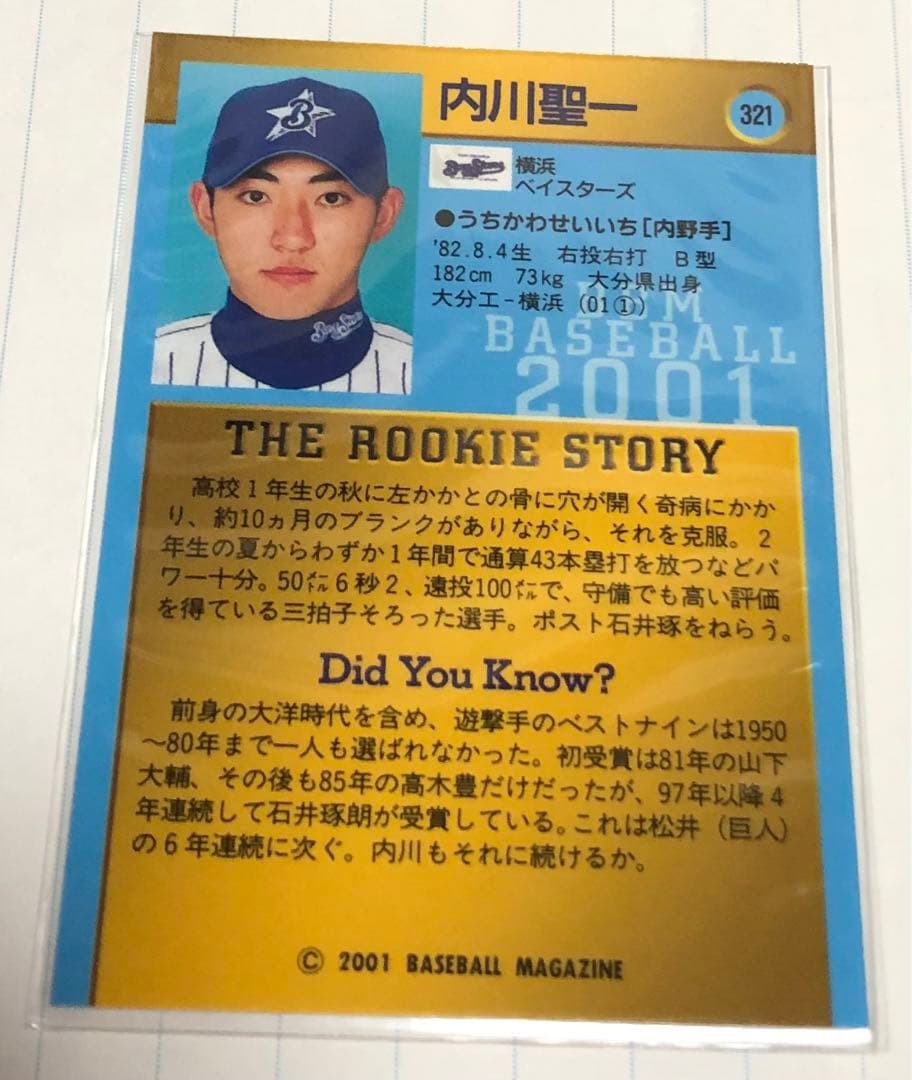 内川聖一
321
横浜
ベイスターズ
●うちかわせいいち［内野手］
'82.8.4生　右投右打　B型
182cm　73kg　大分県出身
大分工－横浜（01①）
BBM
BASEBALL
2001
THE ROOKIE STORY
高校１年生の秋に左かかとの骨に穴が開く奇病にかか
り、約10ヵ月のブランクがありながら、それを克服。２
年生の夏からわずか１年間で通算43本塁打を放つなどパ
ワー十分。50㍍６秒２、遠投100㍍で、守備でも高い評価
を得ている三拍子そろった選手。ポスト石井琢をねらう。
Did You Know?
前身の大洋時代を含め、遊撃手のベストナインは1950
～80年まで一人も選ばれなかった。初受賞は81年の山下
大輔、その後も85年の高木豊だけだったが、97年以降４
年連続して石井琢朗が受賞している。これは松井（巨人）
の６年連続に次ぐ。内川もそれに続けるか。
© 2001 BASEBALL MAGAZINE